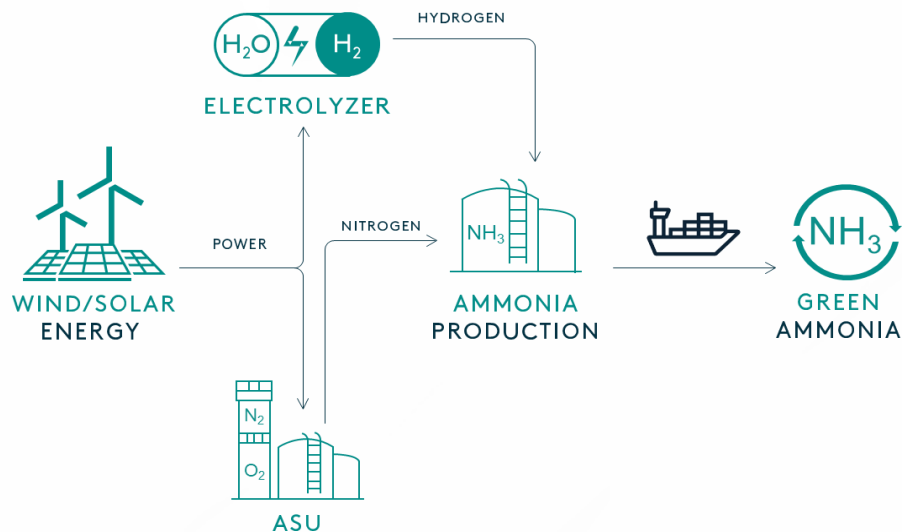 HYDROGEN
H₂O
H₂
ELECTROLYZER
POWER
NITROGEN
NH₃
NH₃
WIND/SOLAR
ENERGY
AMMONIA
PRODUCTION
GREEN
AMMONIA
N₂
O₂
ASU